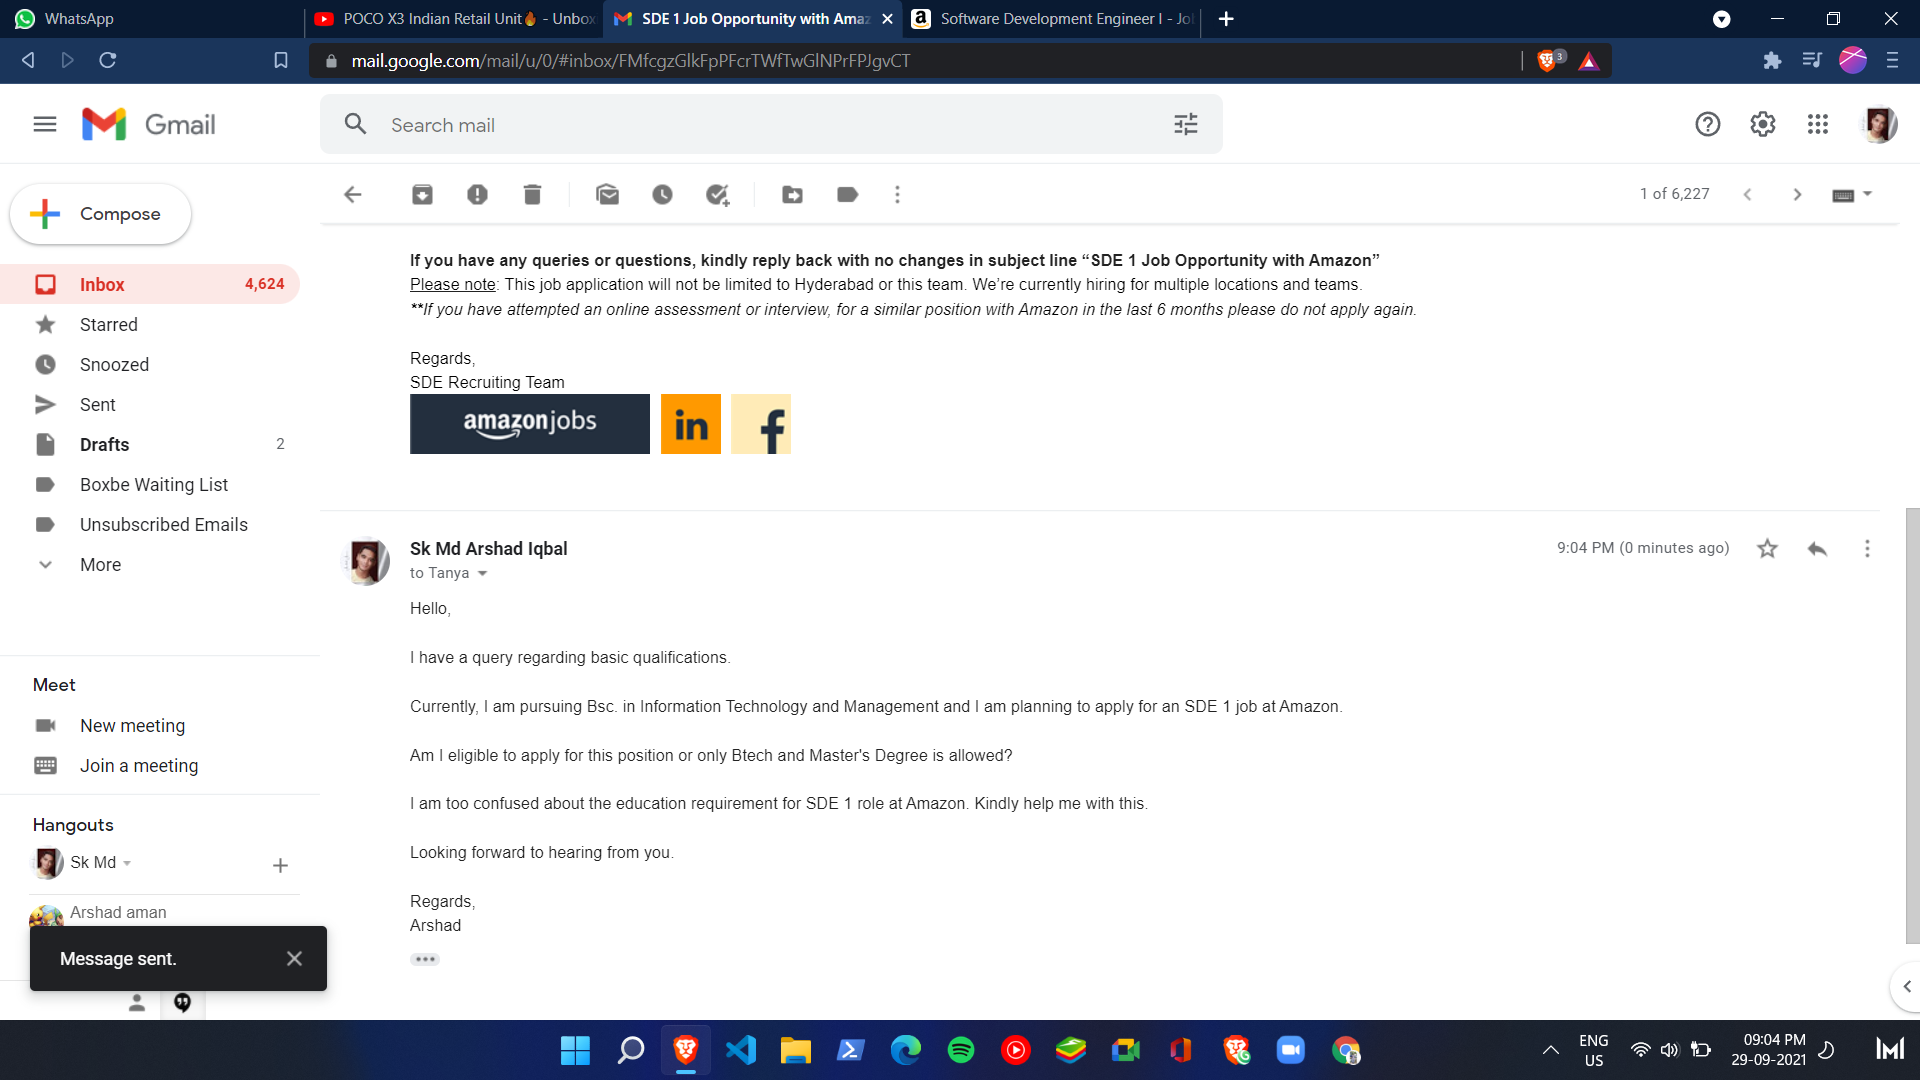 WhatsApp
POCO X3 Indian Retail Unit🔥 - Unbox
SDE 1 Job Opportunity with Amaz
Software Development Engineer I - Jo
mail.google.com/mail/u/0/#inbox/FMfcgzGlkFpPFcrTWfTwGlNPrFPJgvCT
3
Gmail
Search mail
Compose
1 of 6,227
Inbox 4,624
Starred
Snoozed
Sent
Drafts 2
Boxbe Waiting List
Unsubscribed Emails
More
Meet
New meeting
Join a meeting
Hangouts
Sk Md
Arshad aman
Message sent.
If you have any queries or questions, kindly reply back with no changes in subject line “SDE 1 Job Opportunity with Amazon”
Please note: This job application will not be limited to Hyderabad or this team. We’re currently hiring for multiple locations and teams.
**If you have attempted an online assessment or interview, for a similar position with Amazon in the last 6 months please do not apply again.
Regards,
SDE Recruiting Team
amazonjobs
in
f
Sk Md Arshad Iqbal
9:04 PM (0 minutes ago)
to Tanya
Hello,
I have a query regarding basic qualifications.
Currently, I am pursuing Bsc. in Information Technology and Management and I am planning to apply for an SDE 1 job at Amazon.
Am I eligible to apply for this position or only Btech and Master's Degree is allowed?
I am too confused about the education requirement for SDE 1 role at Amazon. Kindly help me with this.
Looking forward to hearing from you.
Regards,
Arshad
ENG
US
09:04 PM
29-09-2021